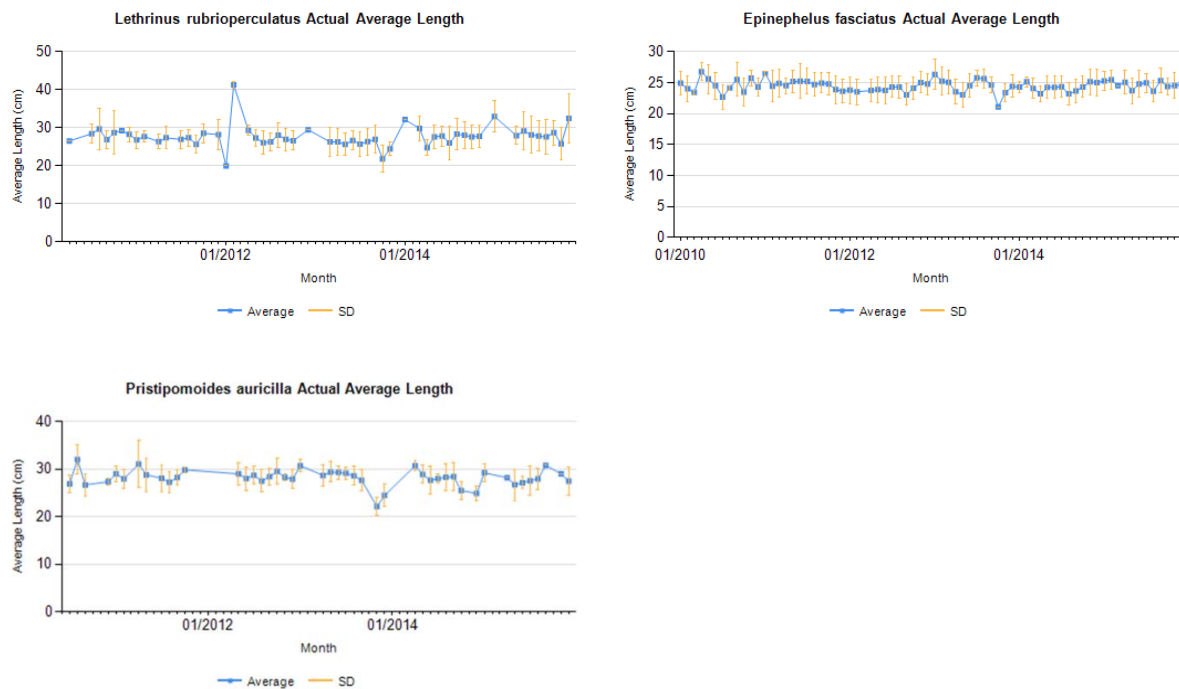 Lethrinus rubrioperculatus Actual Average Length
50
40
30
20
10
0
Average Length (cm)
01/2012
01/2014
Month
Average
SD
Epinephelus fasciatus Actual Average Length
30
25
20
15
10
5
0
Average Length (cm)
01/2010
01/2012
01/2014
Month
Average
SD
Pristipomoides auricilla Actual Average Length
40
30
20
10
0
Average Length (cm)
01/2012
01/2014
Month
Average
SD